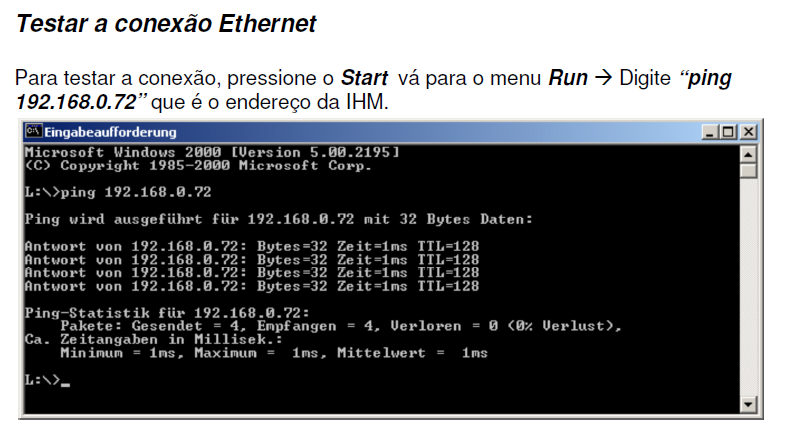 Testar a conexão Ethernet
Para testar a conexão, pressione o Start vá para o menu Run → Digite “ping
192.168.0.72” que é o endereço da IHM.
Eingabeaufforderung
Microsoft Windows 2000 [Version 5.00.2195]
(C) Copyright 1985-2000 Microsoft Corp.
L:\>ping 192.168.0.72
Ping wird ausgeführt für 192.168.0.72 mit 32 Bytes Daten:
Antwort von 192.168.0.72: Bytes=32 Zeit=1ms TTL=128
Antwort von 192.168.0.72: Bytes=32 Zeit=1ms TTL=128
Antwort von 192.168.0.72: Bytes=32 Zeit=1ms TTL=128
Antwort von 192.168.0.72: Bytes=32 Zeit=1ms TTL=128
Ping-Statistik für 192.168.0.72:
Pakete: Gesendet = 4, Empfangen = 4, Verloren = 0 (0% Verlust),
Ca. Zeitangaben in Millisek.:
Minimum = 1ms, Maximum =  1ms, Mittelwert =  1ms
L:\>_